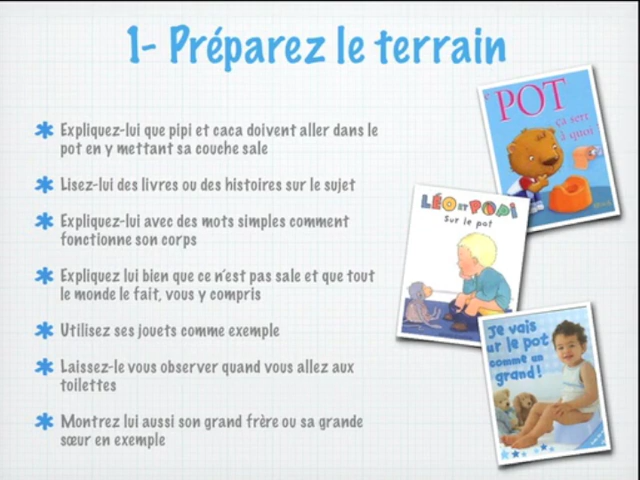 1- Préparez le terrain
Expliquez-lui que pipi et caca doivent aller dans le
pot en y mettant sa couche sale
Lisez-lui des livres ou des histoires sur le sujet
Expliquez-lui avec des mots simples comment
fonctionne son corps
Expliquez lui bien que ce n'est pas sale et que tout
le monde le fait, vous y compris
Utilisez ses jouets comme exemple
Laissez-le vous observer quand vous allez aux
toilettes
Montrez lui aussi son grand frère ou sa grande
sœur en exemple
POT
ça sert
à quoi
LÉO ET POPI
Sur le pot
Je vais
ur le pot
comme un
grand!